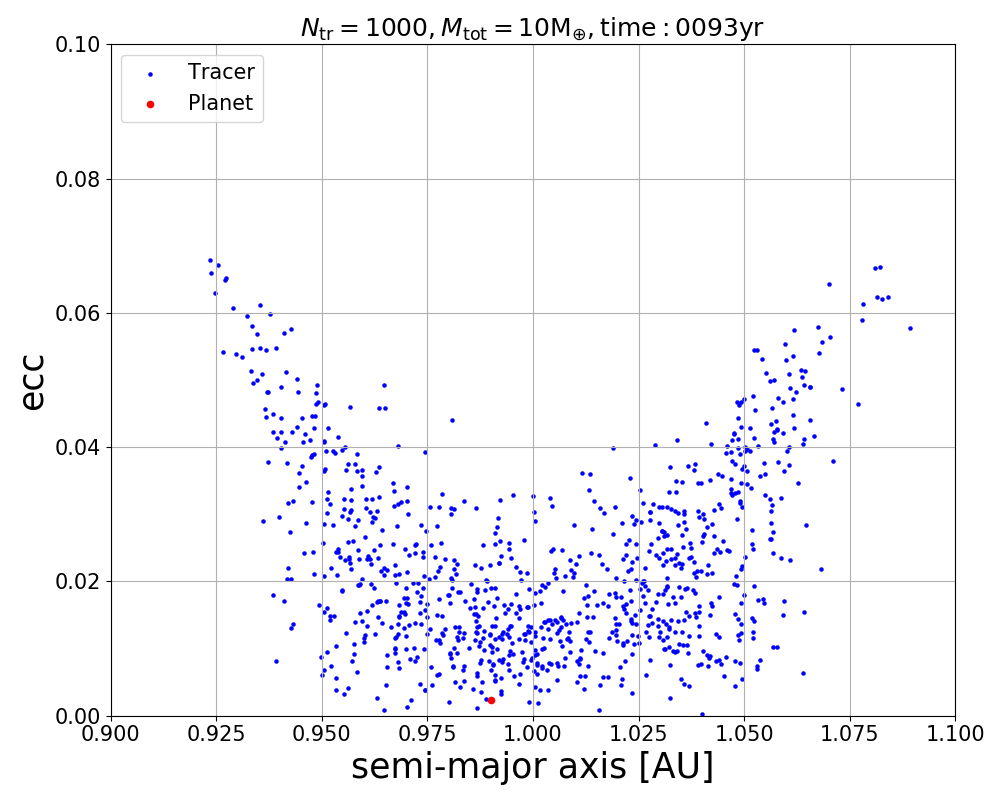 N_tr = 1000, M_tot = 10M_⊕, time : 0093yr
Tracer
Planet
0.10
0.08
0.06
0.04
0.02
0.00
ecc
0.900 0.925 0.950 0.975 1.000 1.025 1.050 1.075 1.100
semi-major axis [AU]